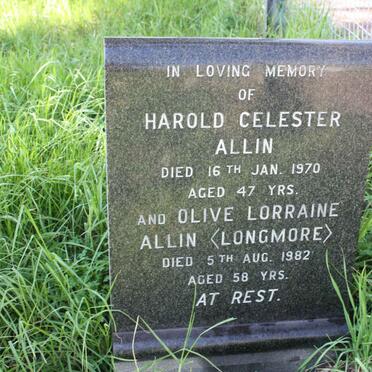 IN LOVING MEMORY
OF
HAROLD CELESTER
ALLIN
DIED 16TH JAN. 1970
AGED 47 YRS.
AND OLIVE LORRAINE
ALLIN <LONGMORE>
DIED 5TH AUG. 1982
AGED 58 YRS.
AT REST.